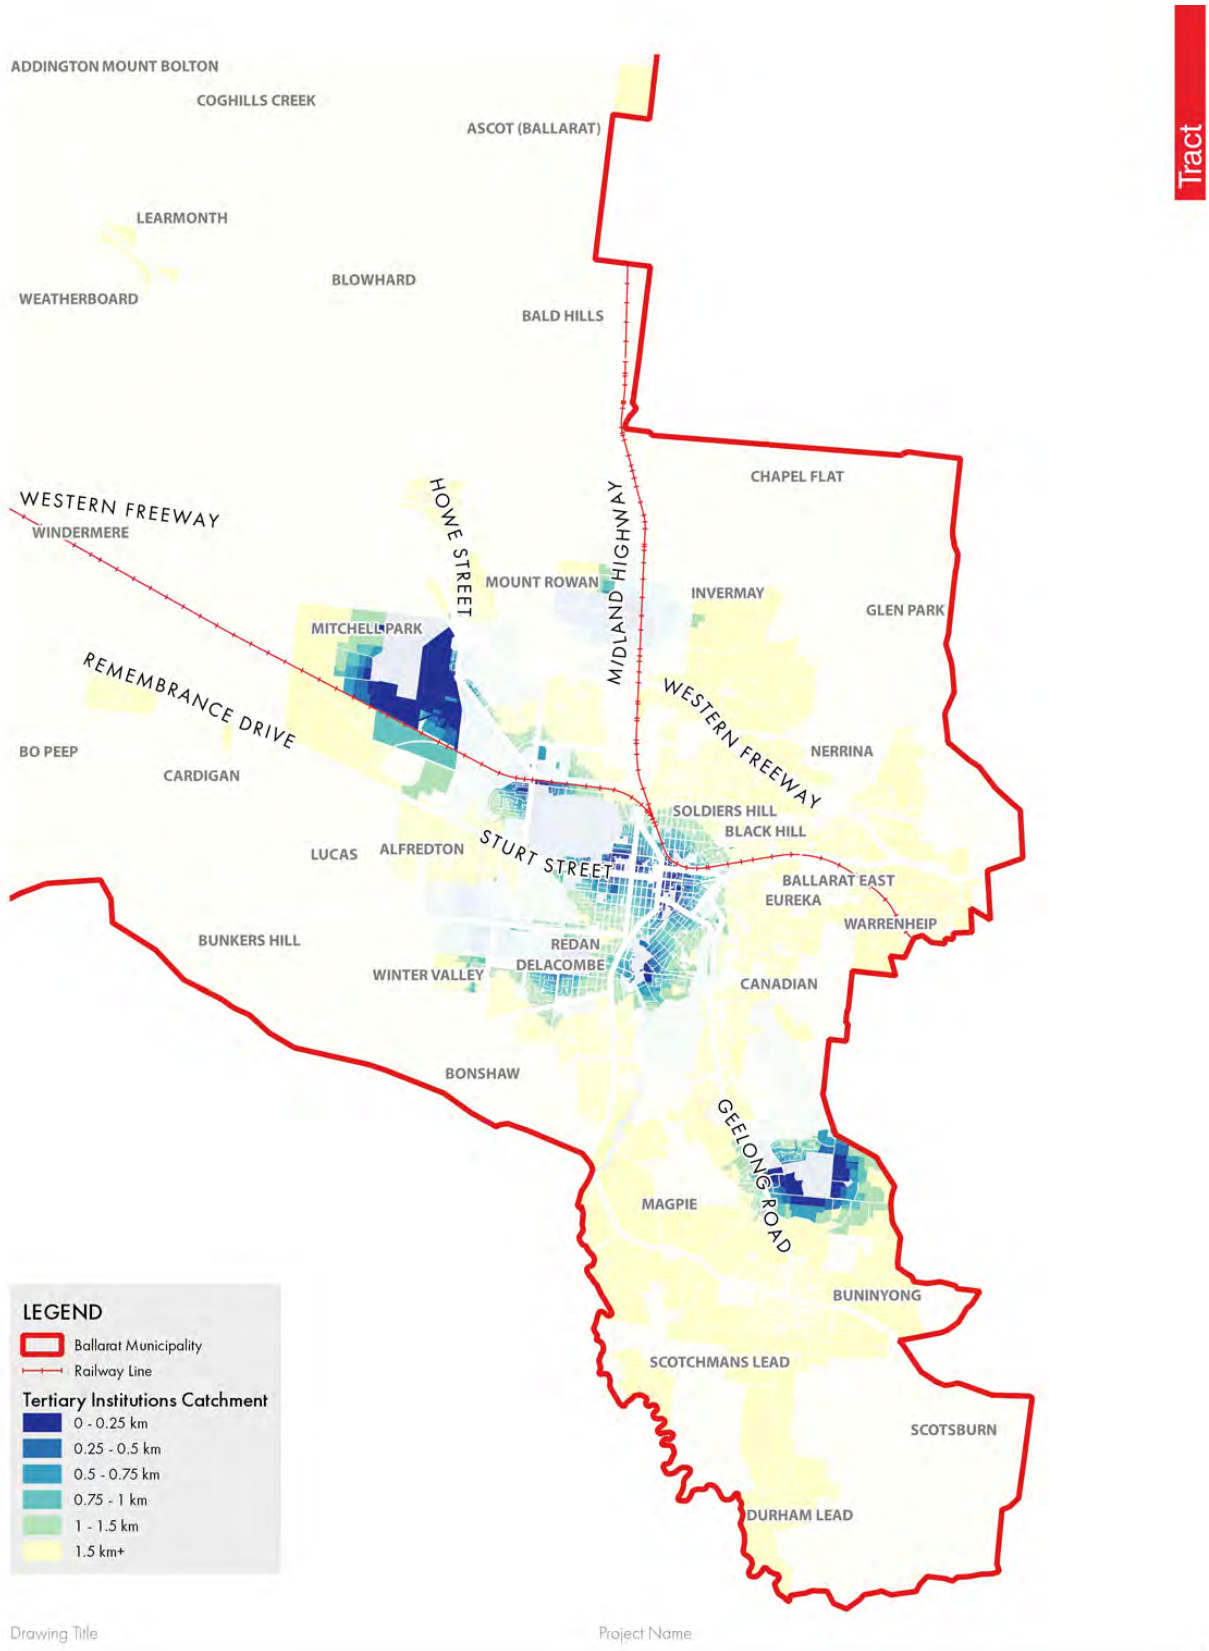 Tract
ADDINGTON MOUNT BOLTON
COGHILLS CREEK
ASCOT (BALLARAT)
LEARMONTH
BLOWHARD
WEATHERBOARD
BALD HILLS
CHAPEL FLAT
WESTERN FREEWAY
WINDERMERE
HOWE STREET
MIDLAND HIGHWAY
MOUNT ROWAN
INVERMAY
GLEN PARK
MITCHELL PARK
REMEMBRANCE DRIVE
WESTERN FREEWAY
BO PEEP
CARDIGAN
NERRINA
SOLDIERS HILL
BLACK HILL
STURT STREET
LUCAS
ALFREDTON
BALLARAT EAST
EUREKA
WARRENHEIP
BUNKERS HILL
REDAN
DELACOMBE
WINTER VALLEY
CANADIAN
BONSHAW
GEELONG ROAD
MAGPIE
BUNINYONG
SCOTCHMANS LEAD
SCOTSBURN
DURHAM LEAD
LEGEND
Ballarat Municipality
Railway Line
Tertiary Institutions Catchment
0 - 0.25 km
0.25 - 0.5 km
0.5 - 0.75 km
0.75 - 1 km
1 - 1.5 km
1.5 km+
Drawing Title
Project Name